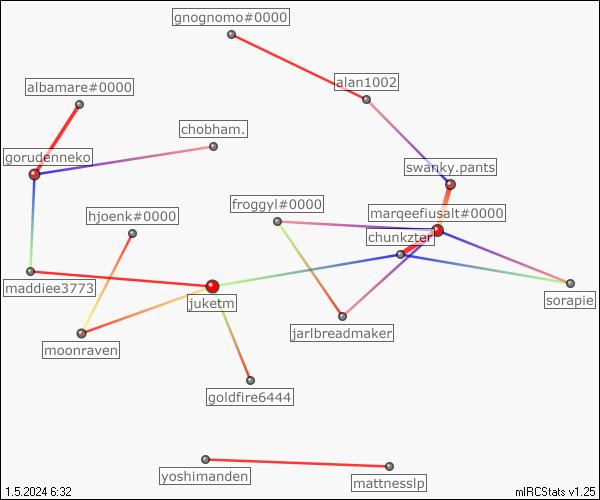 gnognomo#0000
alan1002
albamare#0000
chobham.
gorudenneko
swanky.pants
froggyl#0000
marqeefiusalt#0000
hjoenk#0000
chunkzter
maddiee3773
juketm
sorapie
jarlbreadmaker
moonraven
goldfire6444
yoshimanden
mattnesslp
1.5.2024 6:32
mIRCStats v1.25